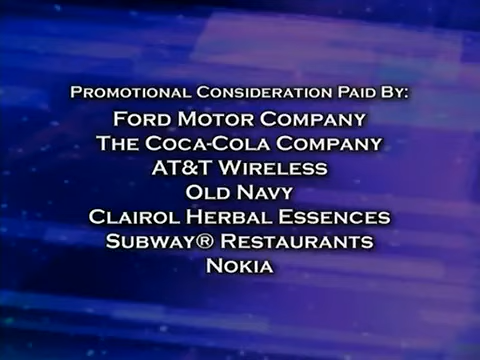 Promotional Consideration Paid By:
Ford Motor Company
The Coca-Cola Company
AT&T Wireless
Old Navy
Clairol Herbal Essences
Subway® Restaurants
Nokia